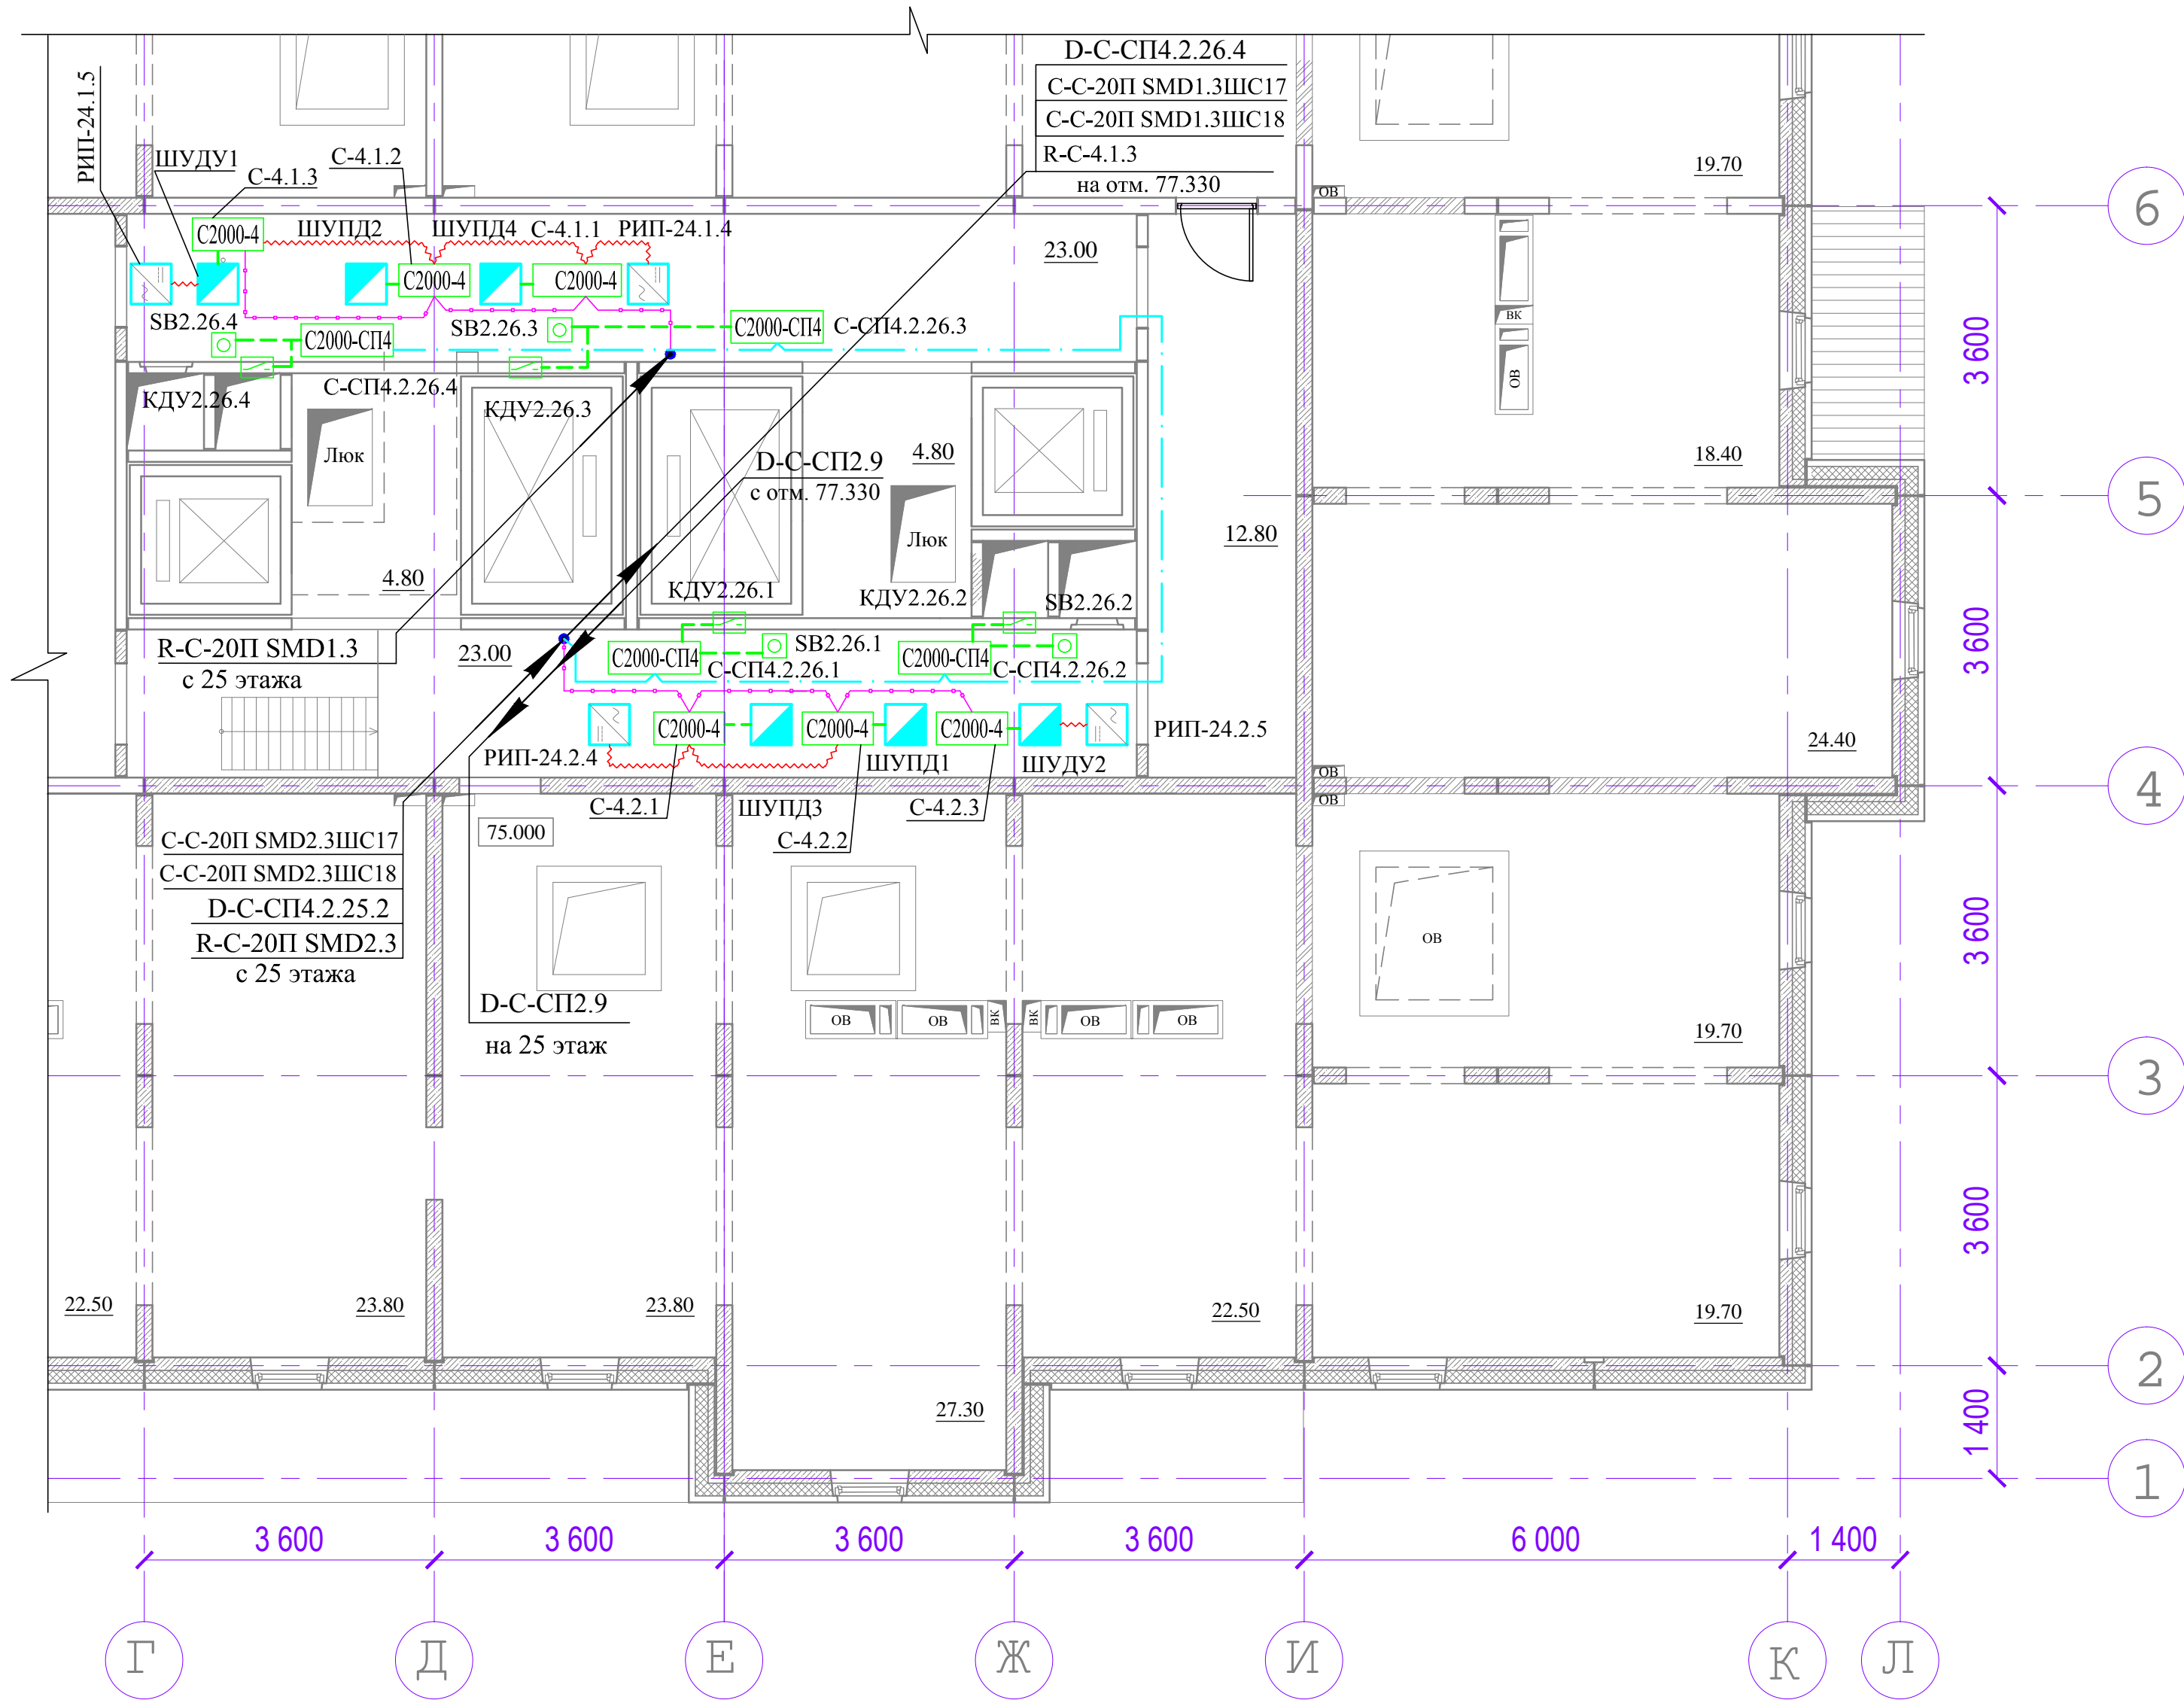 D-С-СП4.2.26.4
С-С-20П SMD1.3ШС17
С-С-20П SMD1.3ШС18
R-С-4.1.3
на отм. 77.330
РИП-24.1.5
ШУДУ1
С-4.1.3
С-4.1.2
19.70
ОВ
6
С2000-4
ШУПД2
ШУПД4
С-4.1.1
РИП-24.1.4
23.00
С2000-4
С2000-4
SB2.26.4
С2000-СП4
SB2.26.3
С2000-СП4
С-СП4.2.26.3
ВК
3 600
ОВ
КДУ2.26.4
С-СП4.2.26.4
КДУ2.26.3
Люк
4.80
18.40
D-С-СП2.9
с отм. 77.330
5
Люк
12.80
4.80
КДУ2.26.1
КДУ2.26.2
SB2.26.2
3 600
R-С-20П SMD1.3
с 25 этажа
23.00
С2000-СП4
SB2.26.1
С2000-СП4
С-СП4.2.26.1
С-СП4.2.26.2
С2000-4
С2000-4
С2000-4
РИП-24.2.5
РИП-24.2.4
ШУПД1
ШУДУ2
24.40
ОВ
4
ОВ
С-4.2.1
ШУПД3
С-4.2.3
75.000
С-4.2.2
С-С-20П SMD2.3ШС17
С-С-20П SMD2.3ШС18
D-С-СП4.2.25.2
R-С-20П SMD2.3
с 25 этажа
ОВ
3 600
D-С-СП2.9
на 25 этаж
ОВ
ОВ
ВК
ВК
ОВ
ОВ
19.70
3
3 600
22.50
23.80
23.80
22.50
19.70
2
27.30
1 400
1
3 600
3 600
3 600
3 600
6 000
1 400
Г
Д
Е
Ж
И
К
Л